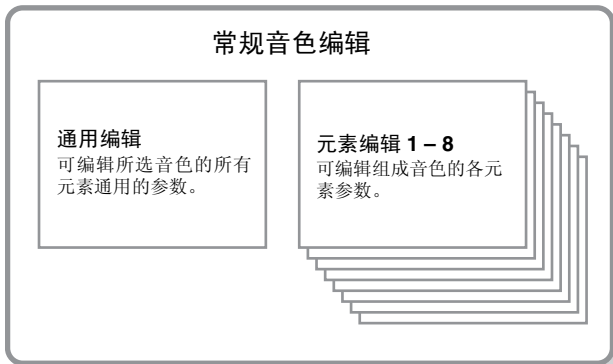 常规音色编辑
通用编辑
可编辑所选音色的所有
元素通用的参数。
元素编辑 1 – 8
可编辑组成音色的各元
素参数。